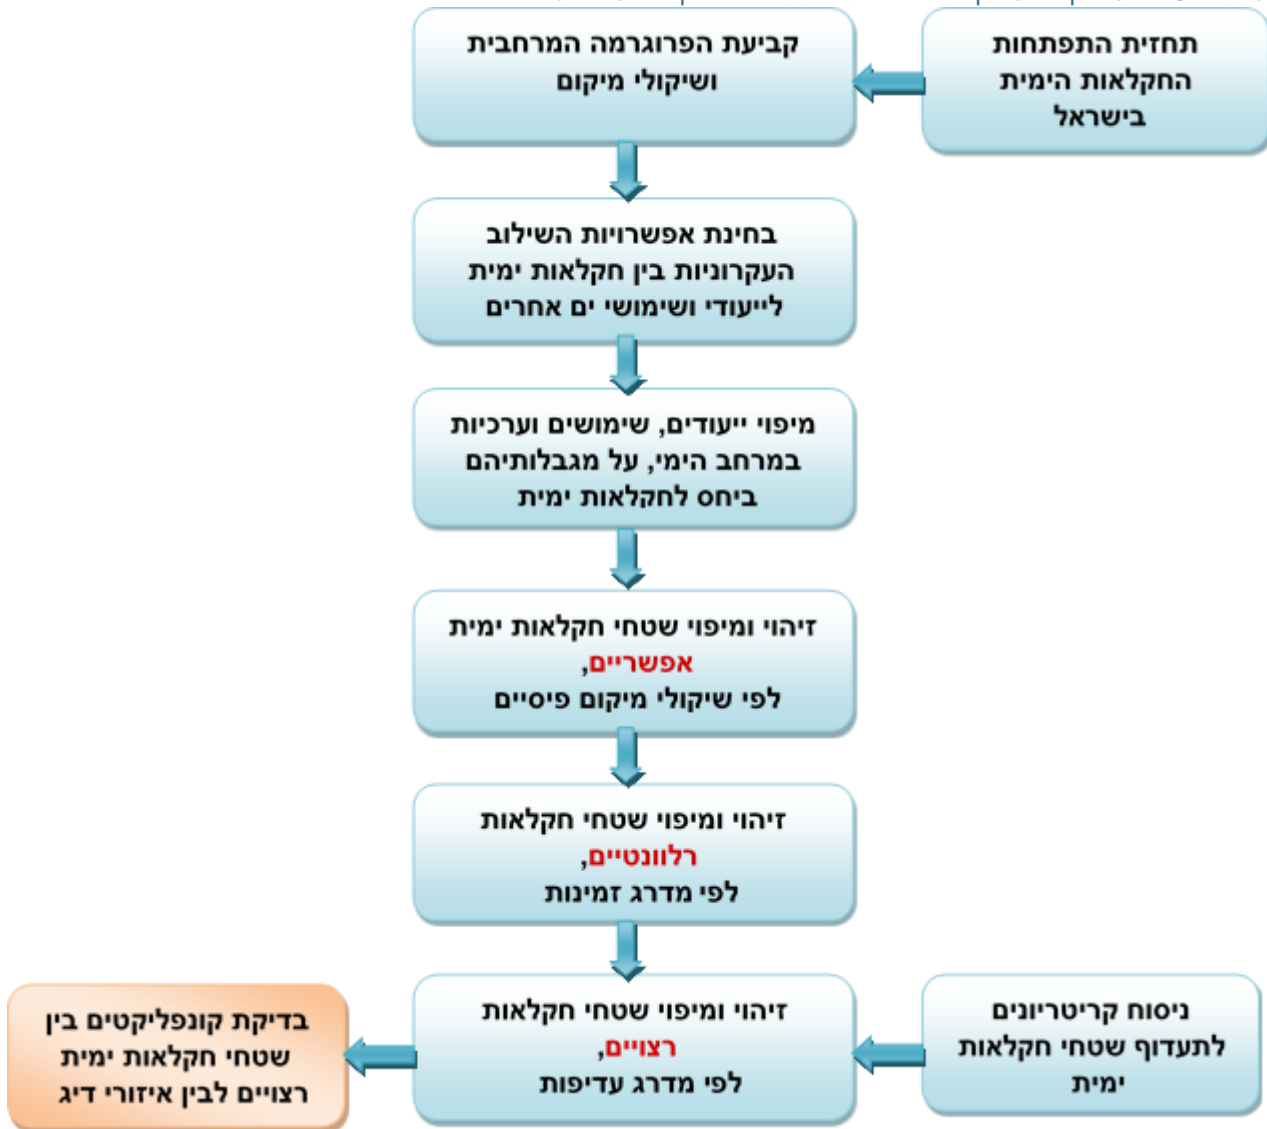 תחזית התפתחות
החקלאות הימית
בישראל
קביעת הפרוגרמה המרחבית
ושיקולי מיקום
בחינת אפשרויות השילוב
העקרוניות בין חקלאות ימית
לייעודי ושימושי ים אחרים
מיפוי ייעודים, שימושים וערכיות
במרחב הימי, על מגבלותיהם
ביחס לחקלאות ימית
זיהוי ומיפוי שטחי חקלאות ימית
אפשריים,
לפי שיקולי מיקום פיסיים
זיהוי ומיפוי שטחי חקלאות
רלוונטיים,
לפי מדרג זמינות
ניסוח קריטריונים
לתעדוף שטחי חקלאות
ימית
זיהוי ומיפוי שטחי חקלאות
רצויים,
לפי מדרג עדיפות
בדיקת קונפליקטים בין
שטחי חקלאות ימית
רצויים לבין איזורי דיג